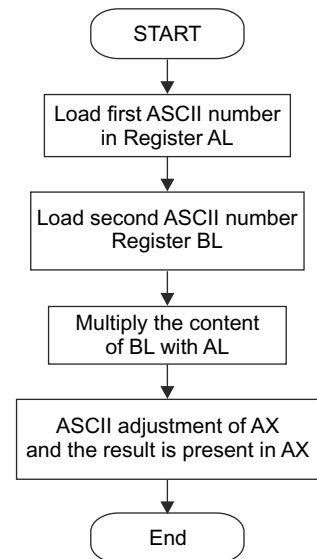 START
Load first ASCII number
in Register AL
Load second ASCII number
Register BL
Multiply the content
of BL with AL
ASCII adjustment of AX
and the result is present in AX
End